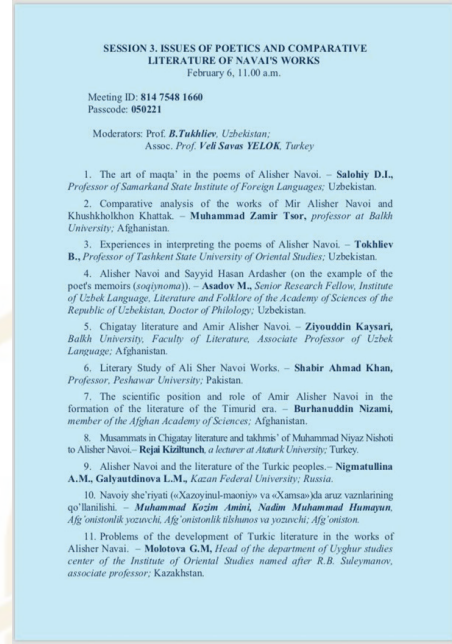 SESSION 3. ISSUES OF POETICS AND COMPARATIVE
LITERATURE OF NAVAI'S WORKS
February 6, 11.00 a.m.
Meeting ID: 814 7548 1660
Passcode: 050221
Moderators: Prof. B.Tukhliev, Uzbekistan;
Assoc. Prof. Veli Savas YELOK, Turkey
1. The art of maqta' in the poems of Alisher Navoi. – Salohiy D.I.,
Professor of Samarkand State Institute of Foreign Languages; Uzbekistan.
2. Comparative analysis of the works of Mir Alisher Navoi and
Khushkholkhon Khattak. – Muhammad Zamir Tsor, professor at Balkh
University; Afghanistan.
3. Experiences in interpreting the poems of Alisher Navoi. – Tokhliev
B., Professor of Tashkent State University of Oriental Studies; Uzbekistan.
4. Alisher Navoi and Sayyid Hasan Ardasher (on the example of the
poet's memoirs (soqiynoma)). – Asadov M., Senior Research Fellow, Institute
of Uzbek Language, Literature and Folklore of the Academy of Sciences of the
Republic of Uzbekistan, Doctor of Philology; Uzbekistan.
5. Chigatay literature and Amir Alisher Navoi. – Ziyouddin Kaysari,
Balkh University, Faculty of Literature, Associate Professor of Uzbek
Language; Afghanistan.
6. Literary Study of Ali Sher Navoi Works. – Shabir Ahmad Khan,
Professor, Peshawar University; Pakistan.
7. The scientific position and role of Amir Alisher Navoi in the
formation of the literature of the Timurid era. – Burhanuddin Nizami,
member of the Afghan Academy of Sciences; Afghanistan.
8. Musammats in Chigatay literature and takhmis' of Muhammad Niyaz Nishoti
to Alisher Navoi.– Rejai Kiziltunch, a lecturer at Ataturk University; Turkey.
9. Alisher Navoi and the literature of the Turkic peoples.– Nigmatullina
A.M., Galyautdinova L.M., Kazan Federal University; Russia.
10. Navoiy she'riyati («Xazoyinul-maoniy» va «Xamsa»)da aruz vaznlarining
qo'llanilishi. – Muhammad Kozim Amini, Nadim Muhammad Humayun,
Afg'onistonlik yozuvchi, Afg'onistonlik tilshunos va yozuvchi; Afg'oniston.
11. Problems of the development of Turkic literature in the works of
Alisher Navai. – Molotova G.M, Head of the department of Uyghur studies
center of the Institute of Oriental Studies named after R.B. Suleymanov,
associate professor; Kazakhstan.